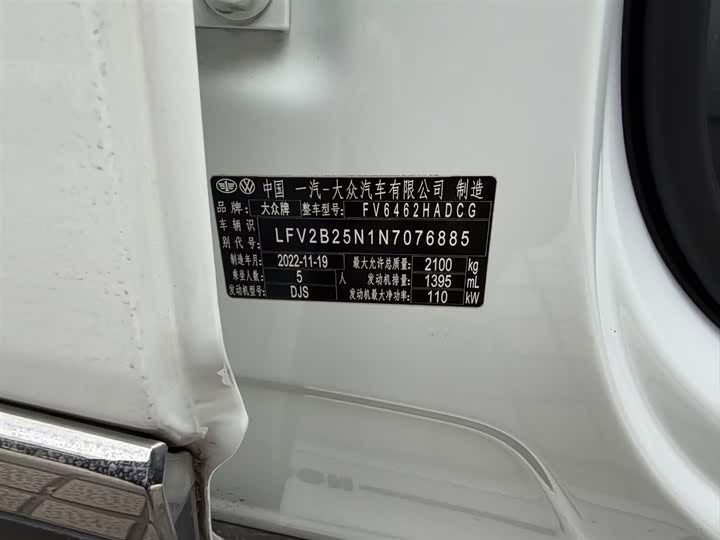 中国 一汽-大众汽车有限公司 制造
品牌: 大众牌 整车型号: FV6462HADCG
车辆识别代号: LFV2B25N1N7076885
制造年月: 2022-11-19 最大允许总质量: 2100 kg
乘坐人数: 5 人 发动机排量: 1395 mL
发动机型号: DJS 发动机最大净功率: 110 kW